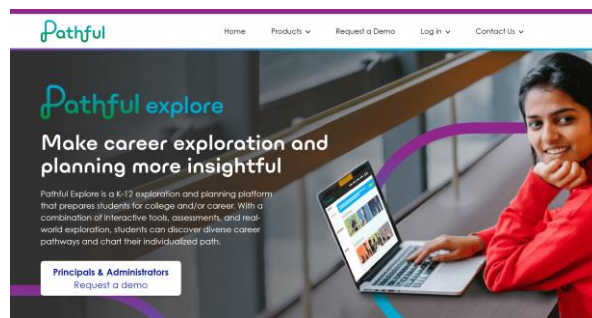 Pathful
Home Products Request a Demo Log in Contact Us
Pathful explore
Make career exploration and
planning more insightful
Pathful Explore is a K-12 exploration and planning platform
that prepares students for college and/or career. With a
combination of interactive tools, assessments, and real-
world exploration, students can discover diverse career
pathways and chart their individualized path.
Principals & Administrators
Request a demo